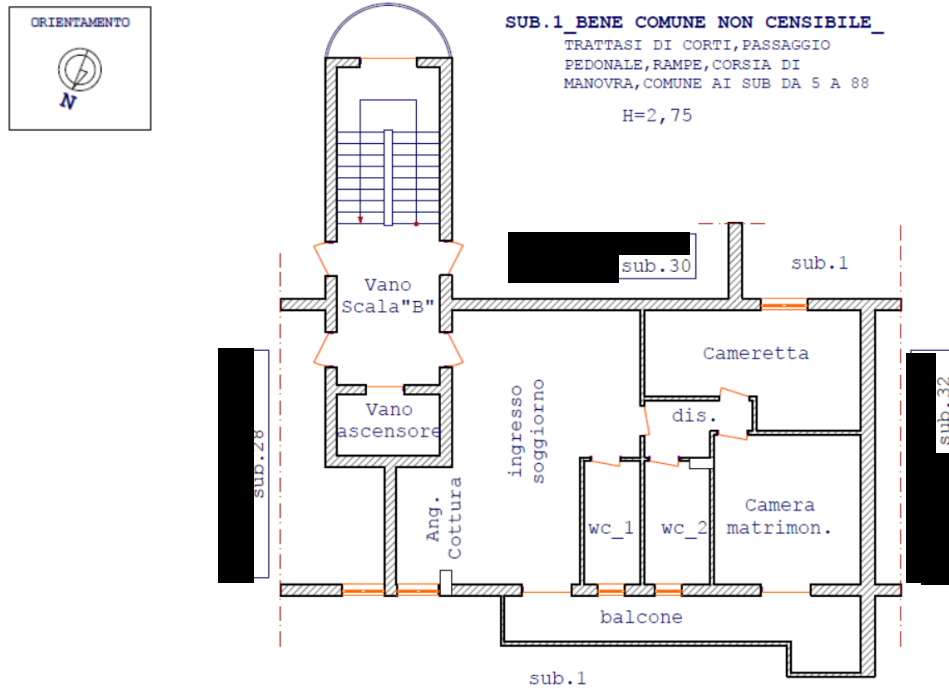 ORIENTAMENTO
N
SUB.1_BENE COMUNE NON CENSIBILE_
TRATTASI DI CORTI,PASSAGGIO
PEDONALE,RAMPE,CORSIA DI
MANOVRA,COMUNE AI SUB DA 5 A 88
H=2,75
sub.30
sub.1
Vano
Scala"B"
Cameretta
Vano
ascensore
ingresso
soggiorno
dis.
sub.28
sub.32
Ang.
Cottura
wc_1
wc_2
Camera
matrimon.
balcone
sub.1